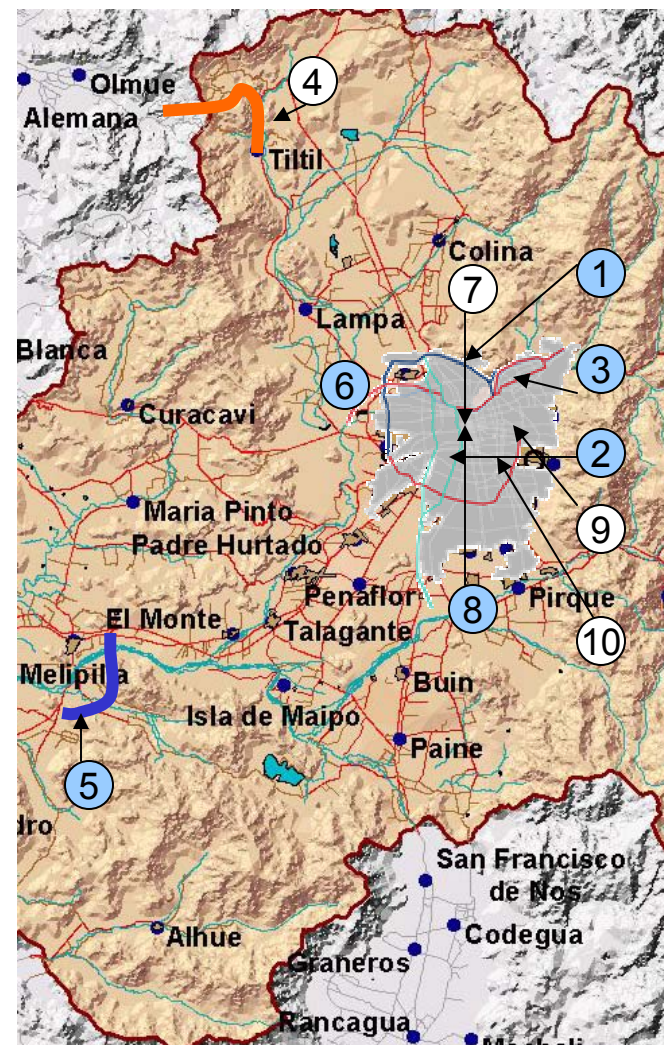 Olmue
4
Alemana
Tiltil
Colina
1
7
Lampa
Blanca
3
6
Curacavi
2
Maria Pinto
9
Padre Hurtado
Penaflor
Pirque
El Monte
8
Talagante
10
Melipilla
Buin
Isla de Maipo
Paine
5
dro
San Francisco
de Nos
Codegua
Alhue
Graneros
Rancagua